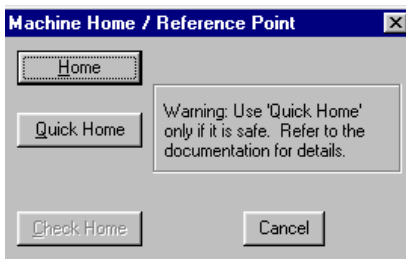 Machine Home / Reference Point
Home
Quick Home
Warning: Use 'Quick Home'
only if it is safe. Refer to the
documentation for details.
Check Home
Cancel